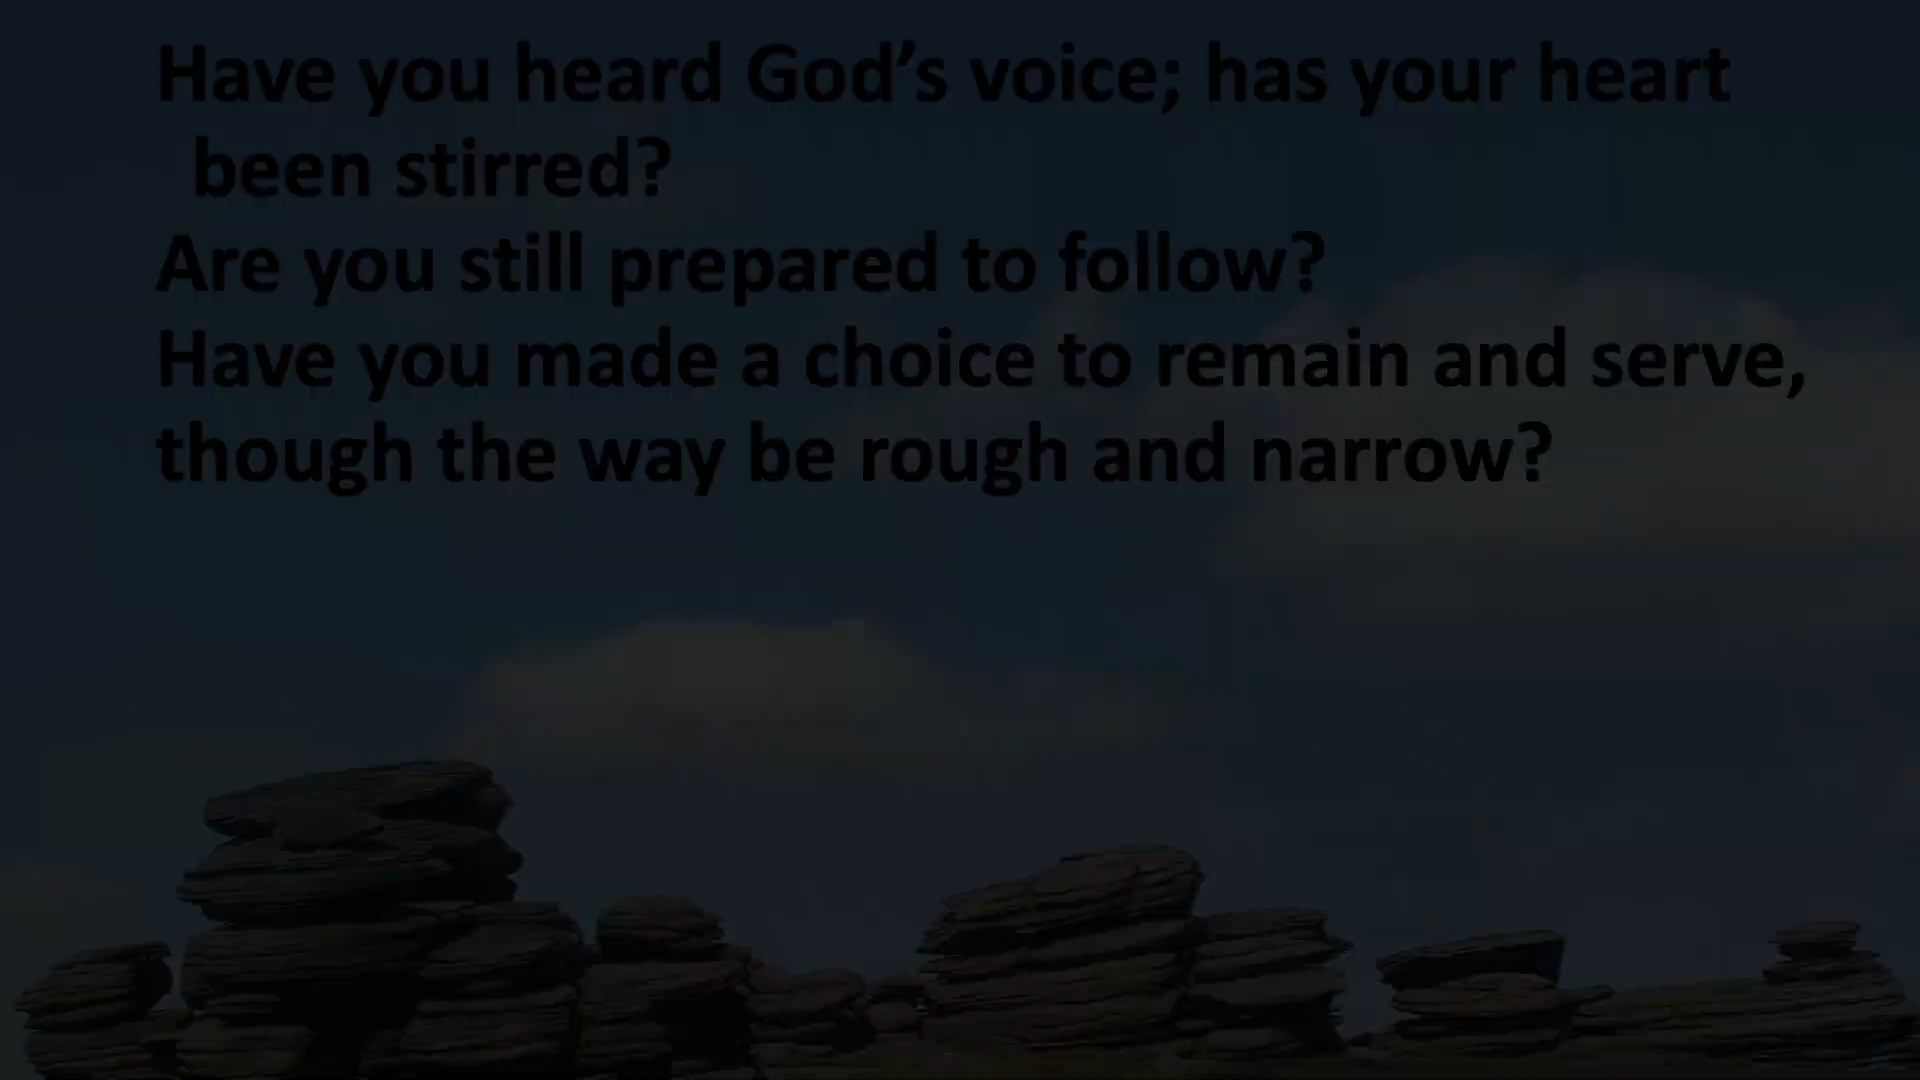 Have you heard God’s voice; has your heart
been stirred?
Are you still prepared to follow?
Have you made a choice to remain and serve,
though the way be rough and narrow?